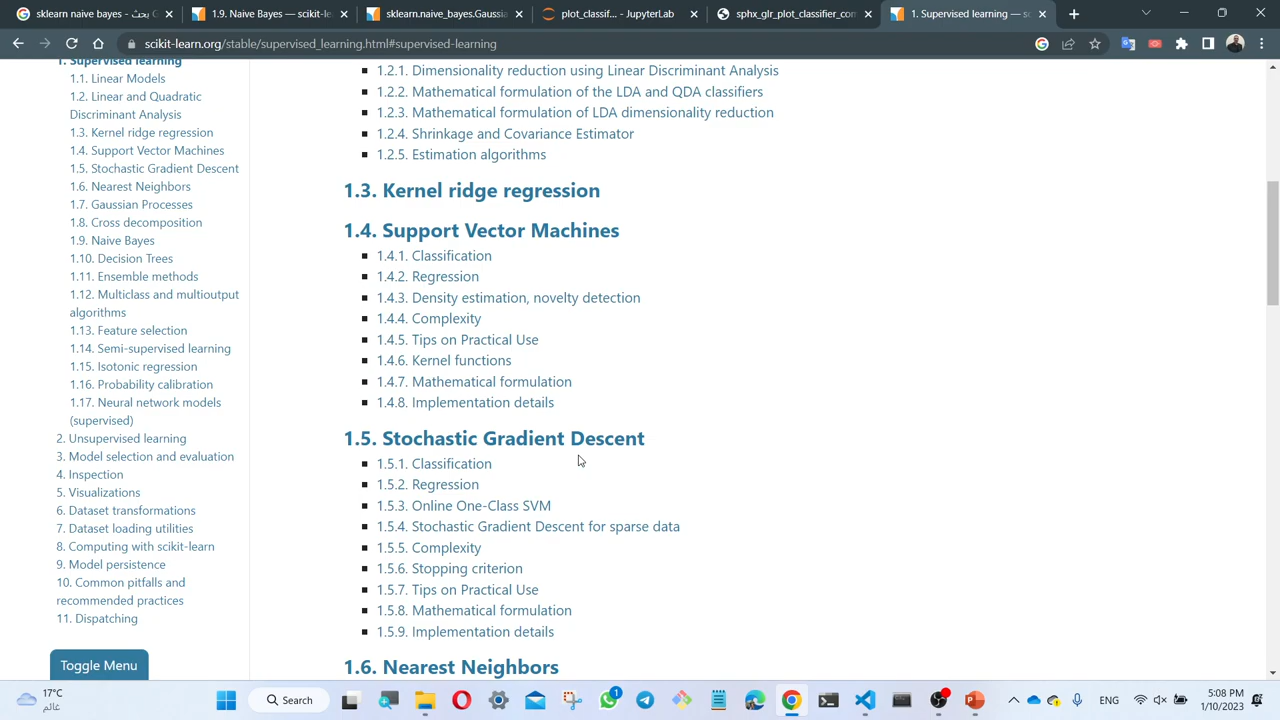 Google - بحث
1.9. Naive Bayes — scikit-le
sklearn.naive_bayes.Gaussia
plot_classif... - JupyterLab
sphx_glr_plot_classifier_com
1. Supervised learning — sc
scikit-learn.org/stable/supervised_learning.html#supervised-learning
1. Supervised learning
1.1. Linear Models
1.2. Linear and Quadratic
Discriminant Analysis
1.3. Kernel ridge regression
1.4. Support Vector Machines
1.5. Stochastic Gradient Descent
1.6. Nearest Neighbors
1.7. Gaussian Processes
1.8. Cross decomposition
1.9. Naive Bayes
1.10. Decision Trees
1.11. Ensemble methods
1.12. Multiclass and multioutput
algorithms
1.13. Feature selection
1.14. Semi-supervised learning
1.15. Isotonic regression
1.16. Probability calibration
1.17. Neural network models
(supervised)
2. Unsupervised learning
3. Model selection and evaluation
4. Inspection
5. Visualizations
6. Dataset transformations
7. Dataset loading utilities
8. Computing with scikit-learn
9. Model persistence
10. Common pitfalls and
recommended practices
11. Dispatching
Toggle Menu
1.2.1. Dimensionality reduction using Linear Discriminant Analysis
1.2.2. Mathematical formulation of the LDA and QDA classifiers
1.2.3. Mathematical formulation of LDA dimensionality reduction
1.2.4. Shrinkage and Covariance Estimator
1.2.5. Estimation algorithms
1.3. Kernel ridge regression
1.4. Support Vector Machines
1.4.1. Classification
1.4.2. Regression
1.4.3. Density estimation, novelty detection
1.4.4. Complexity
1.4.5. Tips on Practical Use
1.4.6. Kernel functions
1.4.7. Mathematical formulation
1.4.8. Implementation details
1.5. Stochastic Gradient Descent
1.5.1. Classification
1.5.2. Regression
1.5.3. Online One-Class SVM
1.5.4. Stochastic Gradient Descent for sparse data
1.5.5. Complexity
1.5.6. Stopping criterion
1.5.7. Tips on Practical Use
1.5.8. Mathematical formulation
1.5.9. Implementation details
1.6. Nearest Neighbors
17°C
غائم
Search
1
ENG
5:08 PM
1/10/2023